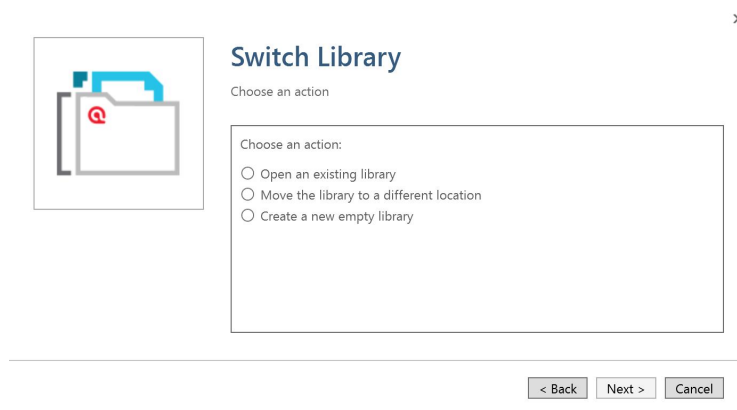 Switch Library
Choose an action
Choose an action:
Open an existing library
Move the library to a different location
Create a new empty library
< Back
Next >
Cancel